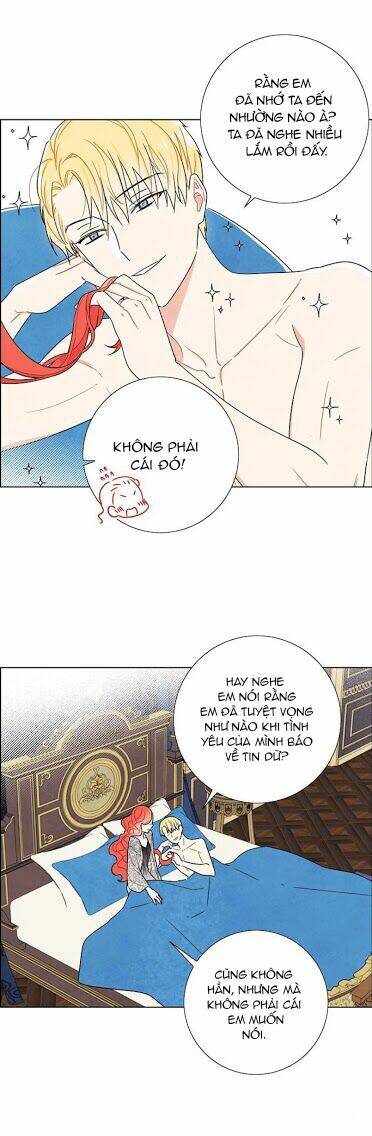 RẰNG EM
ĐÃ NHỚ TA ĐẾN
NHƯỜNG NÀO À?
TA ĐÃ NGHE NHIỀU
LẮM RỒI ĐẤY.
KHÔNG PHẢI
CÁI ĐÓ!
HAY NGHE
EM NÓI RẰNG
EM ĐÃ TUYỆT VỌNG
NHƯ NÀO KHI TÌNH
YÊU CỦA MÌNH BÁO
VỀ TIN DỮ?
CŨNG KHÔNG
HẲN, NHƯNG MÀ
KHÔNG PHẢI CÁI
EM MUỐN
NÓI.